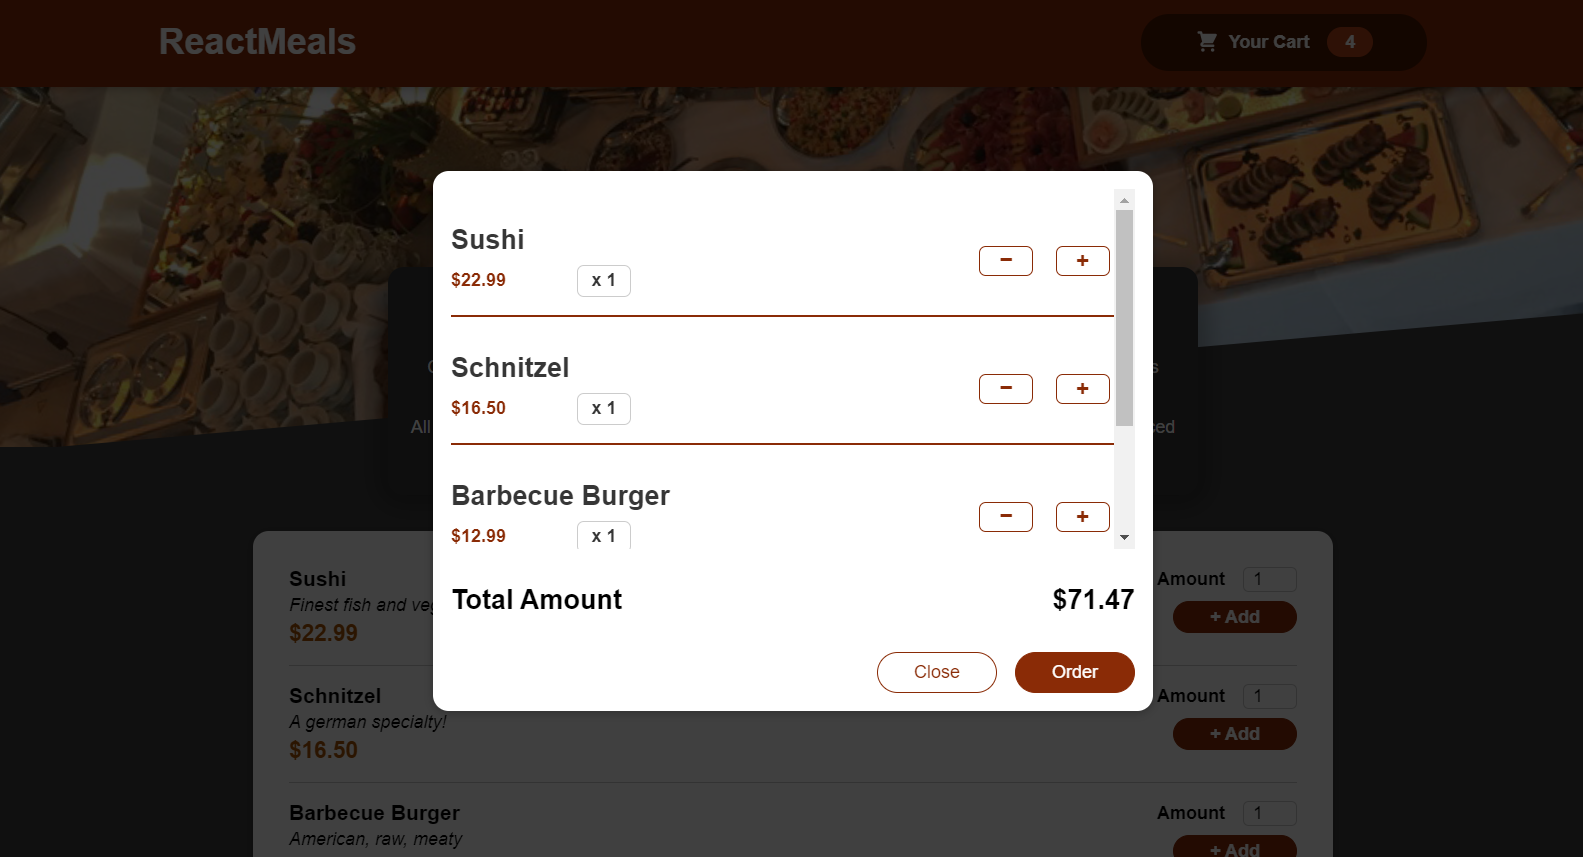 ReactMeals
Your Cart 4
Sushi
$22.99 x 1
− +
Schnitzel
$16.50 x 1
− +
Barbecue Burger
$12.99 x 1
− +
Total Amount $71.47
Close Order
All
Sushi Amount 1
Finest fish and
$22.99 + Add
Schnitzel Amount 1
A german specialty!
$16.50 + Add
Barbecue Burger Amount 1
American, raw, meaty
+ Add